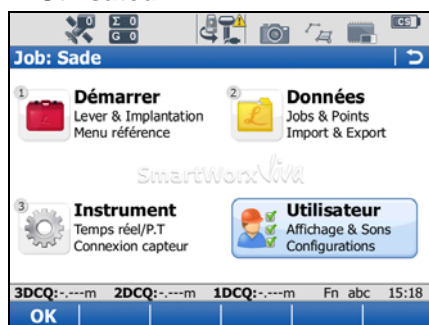 0
Σ 0
G 0
CS
Job: Sade
1
Démarrer
Lever & Implantation
Menu référence
2
Données
Jobs & Points
Import & Export
SmartWorx Viva
3
Instrument
Temps réel/P.T
Connexion capteur
Utilisateur
Affichage & Sons
Configurations
3DCQ:-.---m 2DCQ:-.---m 1DCQ:-.---m Fn abc 15:18
OK